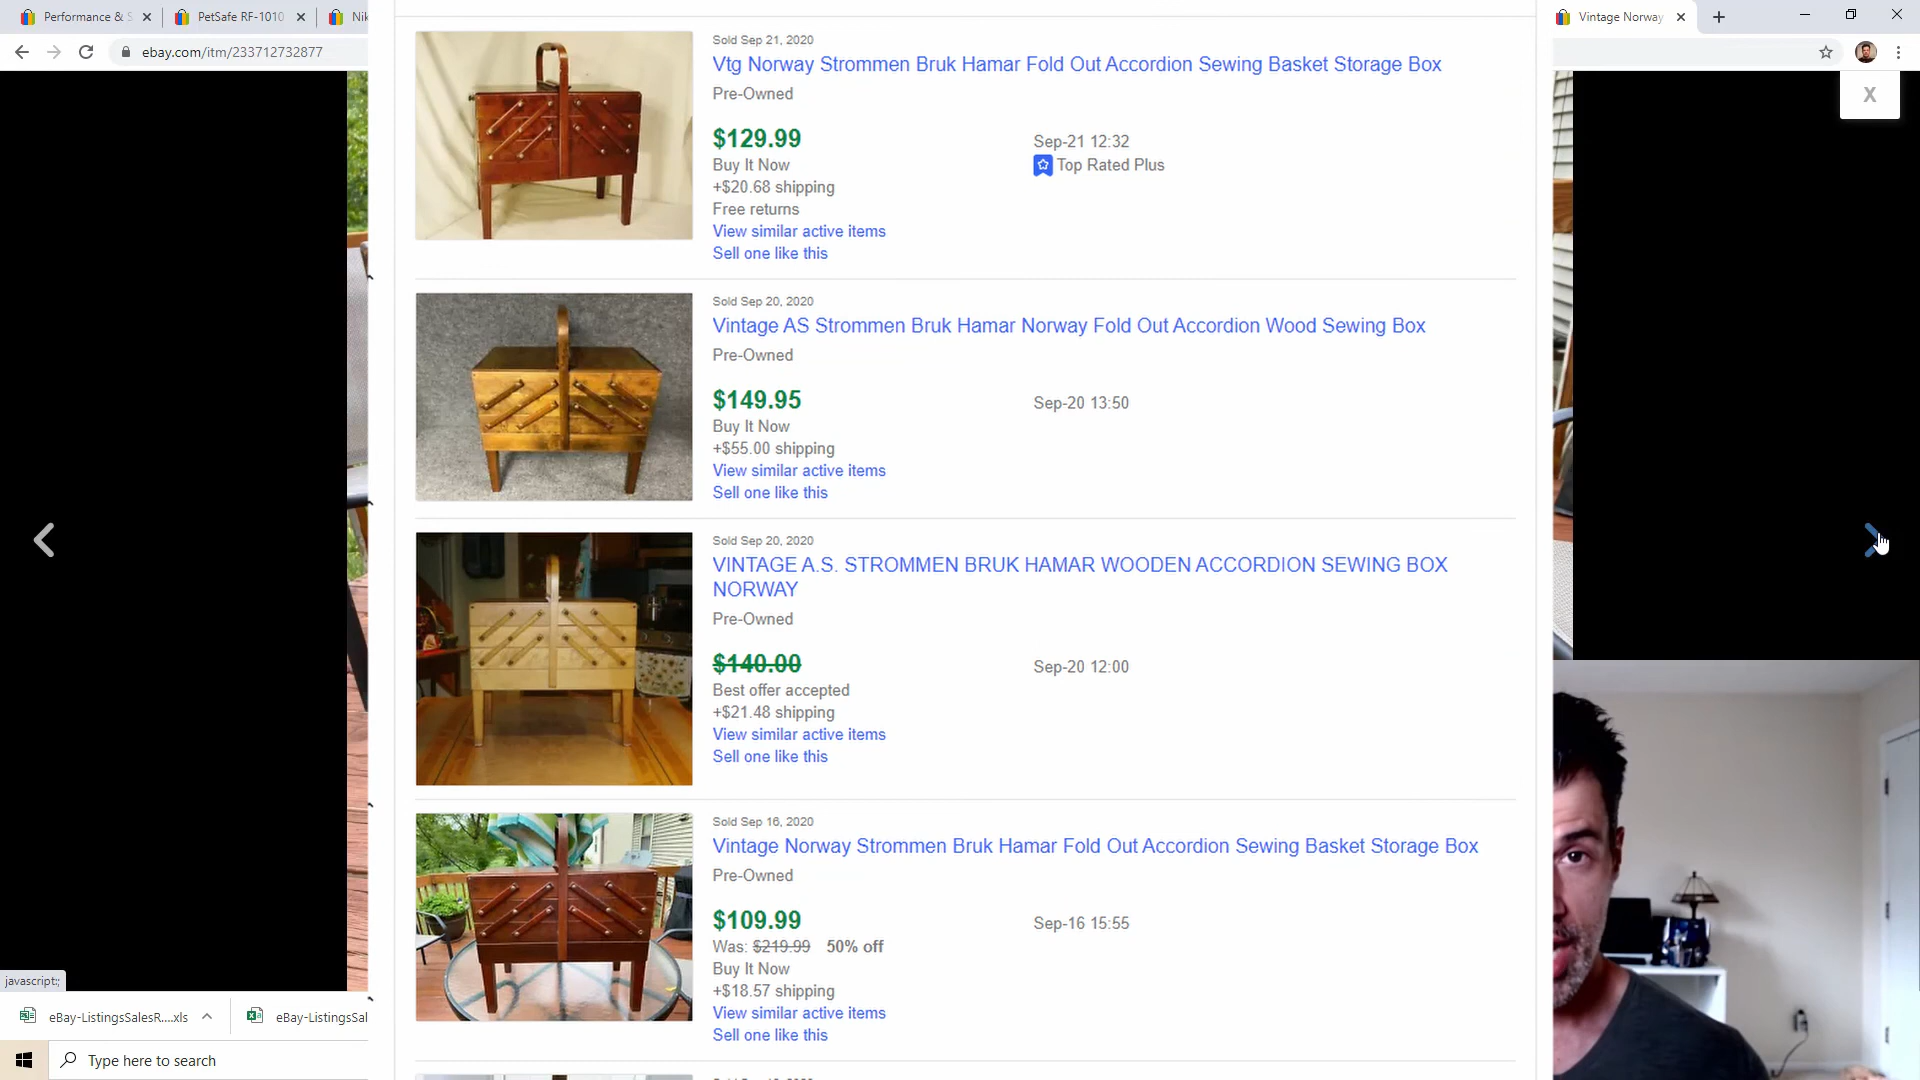 Performance & S
PetSafe RF-1010
Nik
Vintage Norway
ebay.com/itm/233712732877
X
Sold Sep 21, 2020
Vtg Norway Strommen Bruk Hamar Fold Out Accordion Sewing Basket Storage Box
Pre-Owned
$129.99
Sep-21 12:32
Buy It Now
Top Rated Plus
+$20.68 shipping
Free returns
View similar active items
Sell one like this
Sold Sep 20, 2020
Vintage AS Strommen Bruk Hamar Norway Fold Out Accordion Wood Sewing Box
Pre-Owned
$149.95
Sep-20 13:50
Buy It Now
+$55.00 shipping
View similar active items
Sell one like this
Sold Sep 20, 2020
VINTAGE A.S. STROMMEN BRUK HAMAR WOODEN ACCORDION SEWING BOX
NORWAY
Pre-Owned
$140.00
Sep-20 12:00
Best offer accepted
+$21.48 shipping
View similar active items
Sell one like this
Sold Sep 16, 2020
Vintage Norway Strommen Bruk Hamar Fold Out Accordion Sewing Basket Storage Box
Pre-Owned
$109.99
Sep-16 15:55
Was: $219.99 50% off
Buy It Now
+$18.57 shipping
View similar active items
Sell one like this
javascript:;
eBay-ListingsSalesR....xls
eBay-ListingsSal
Type here to search